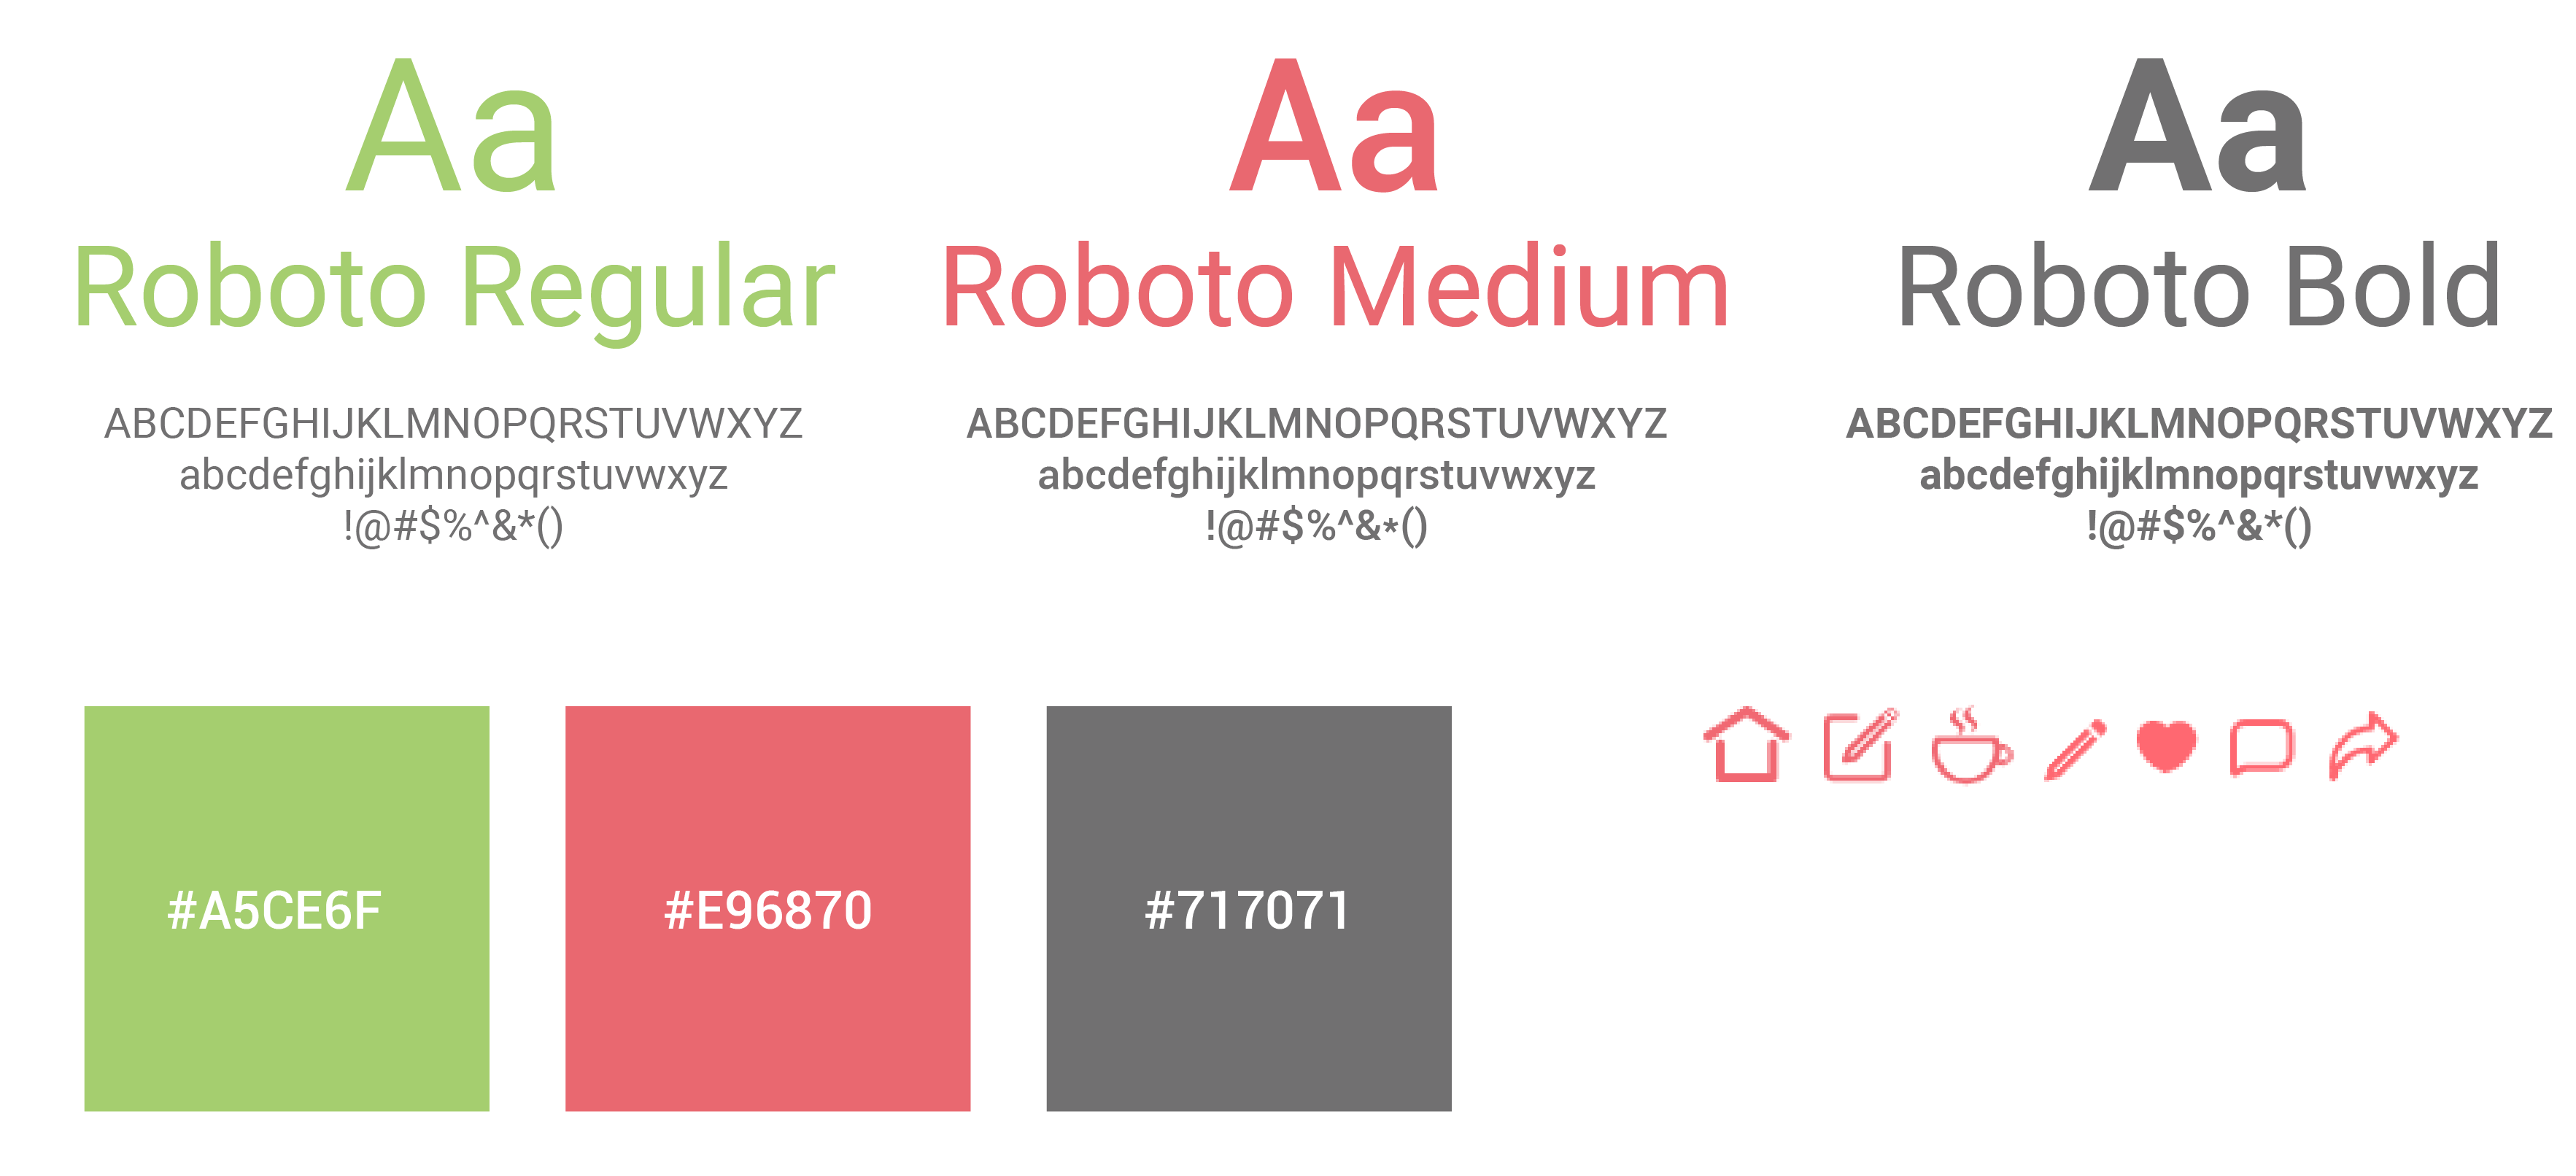 Aa
Roboto Regular
ABCDEFGHIJKLMNOPQRSTUVWXYZ
abcdefghijklmnopqrstuvwxyz
!@#$%^&*()
Aa
Roboto Medium
ABCDEFGHIJKLMNOPQRSTUVWXYZ
abcdefghijklmnopqrstuvwxyz
!@#$%^&*()
Aa
Roboto Bold
ABCDEFGHIJKLMNOPQRSTUVWXYZ
abcdefghijklmnopqrstuvwxyz
!@#$%^&*()
#A5CE6F
#E96870
#717071